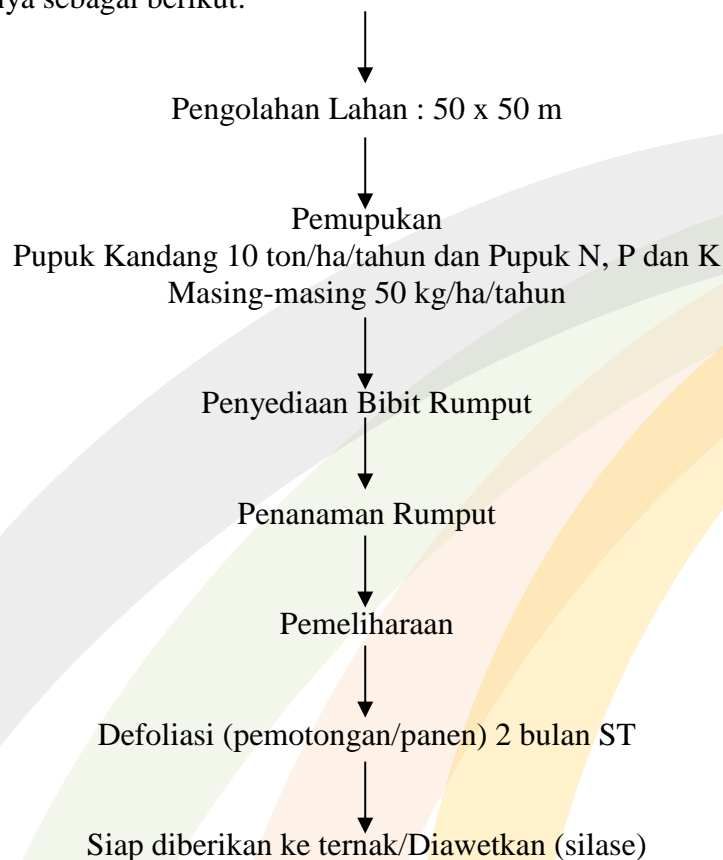 sebagai berikut:
Pengolahan Lahan : 50 x 50 m
Pemupukan
Pupuk Kandang 10 ton/ha/tahun dan Pupuk N, P dan K
Masing-masing 50 kg/ha/tahun
Penyediaan Bibit Rumput
Penanaman Rumput
Pemeliharaan
Defoliasi (pemotongan/panen) 2 bulan ST
Siap diberikan ke ternak/Diawetkan (silase)